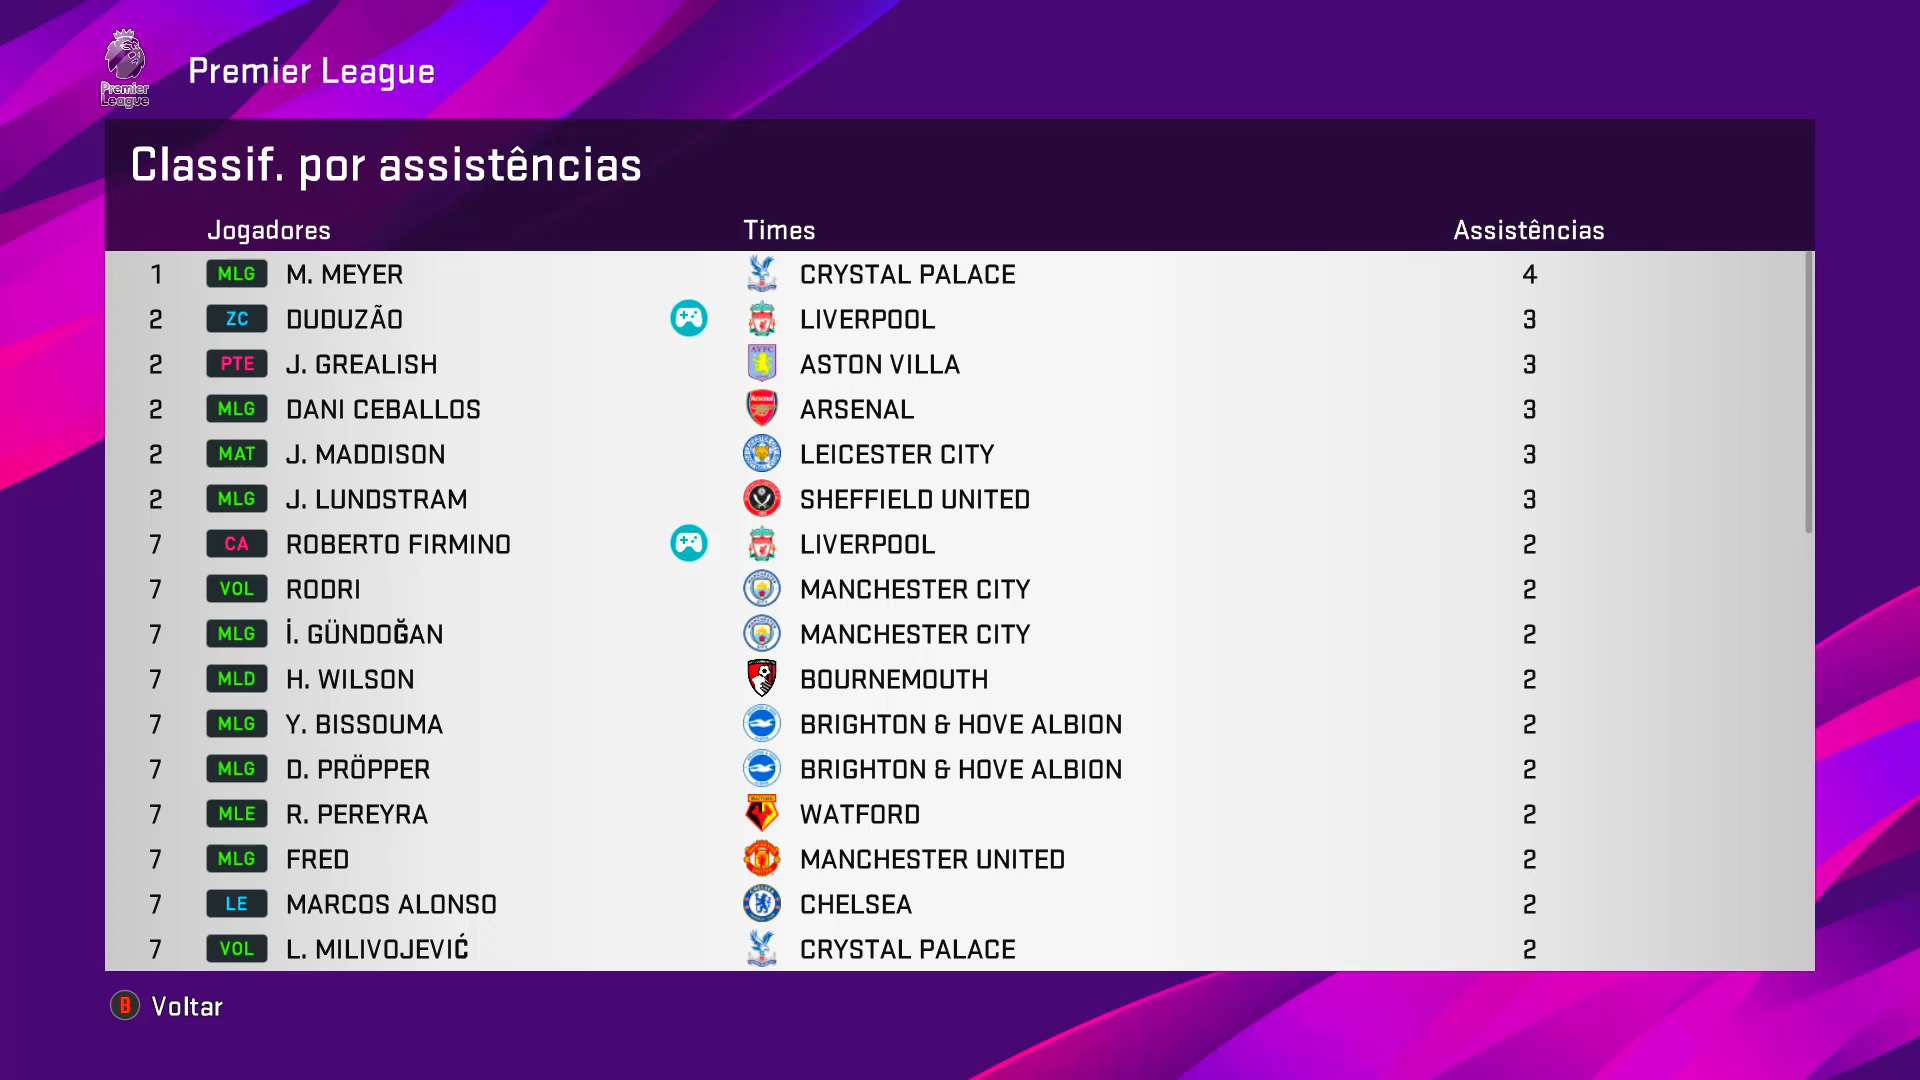 Premier League
Premier
League
Classif. por assistências
Jogadores Times Assistências
1 MLG M. MEYER CRYSTAL PALACE 4
2 ZC DUDUZÃO LIVERPOOL 3
2 PTE J. GREALISH ASTON VILLA 3
2 MLG DANI CEBALLOS ARSENAL 3
2 MAT J. MADDISON LEICESTER CITY 3
2 MLG J. LUNDSTRAM SHEFFIELD UNITED 3
7 CA ROBERTO FIRMINO LIVERPOOL 2
7 VOL RODRI MANCHESTER CITY 2
7 MLG İ. GÜNDOĞAN MANCHESTER CITY 2
7 MLD H. WILSON BOURNEMOUTH 2
7 MLG Y. BISSOUMA BRIGHTON & HOVE ALBION 2
7 MLG D. PRÖPPER BRIGHTON & HOVE ALBION 2
7 MLE R. PEREYRA WATFORD 2
7 MLG FRED MANCHESTER UNITED 2
7 LE MARCOS ALONSO CHELSEA 2
7 VOL L. MILIVOJEVIĆ CRYSTAL PALACE 2
B Voltar